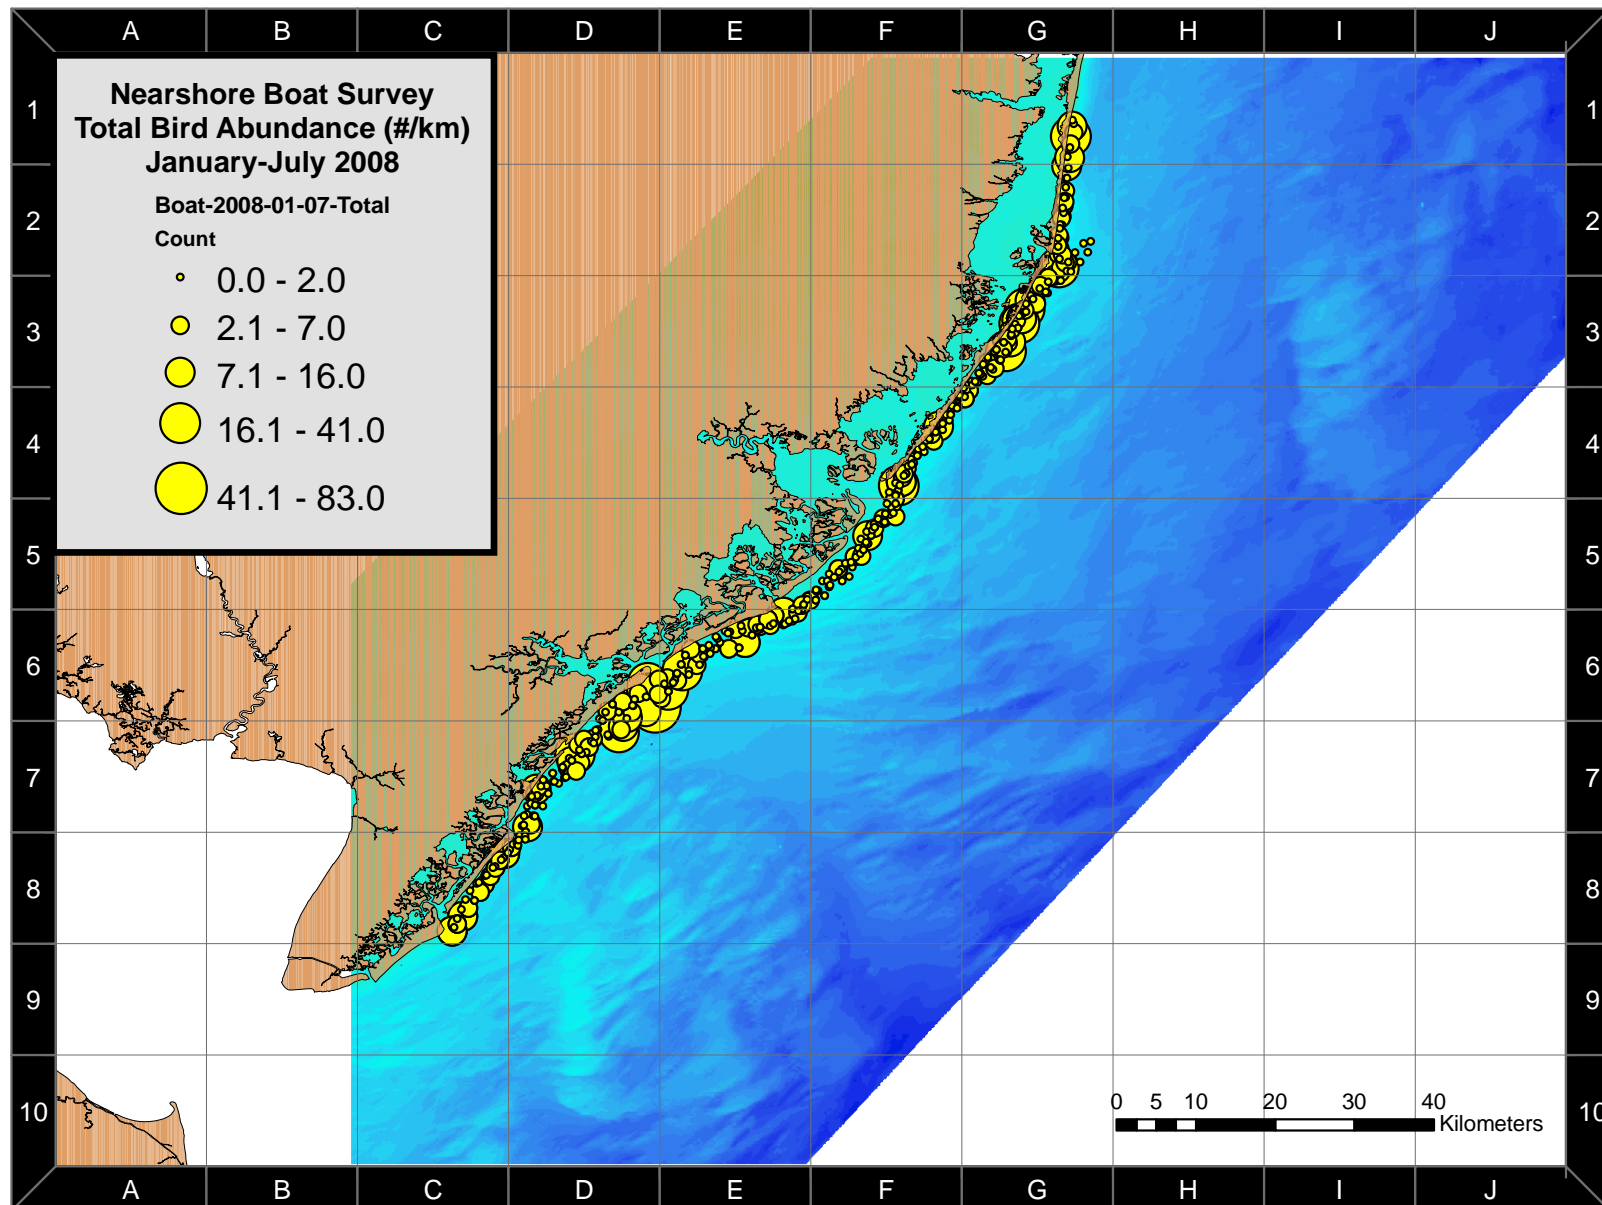 A B C D E F G H I J
Nearshore Boat Survey
Total Bird Abundance (#/km)
January-July 2008
Boat-2008-01-07-Total
Count
0.0 - 2.0
2.1 - 7.0
7.1 - 16.0
16.1 - 41.0
41.1 - 83.0
1 1
2 2
3 3
4 4
5 5
6 6
7 7
8 8
9 9
10 10
0 5 10 20 30 40
Kilometers
A B C D E F G H I J